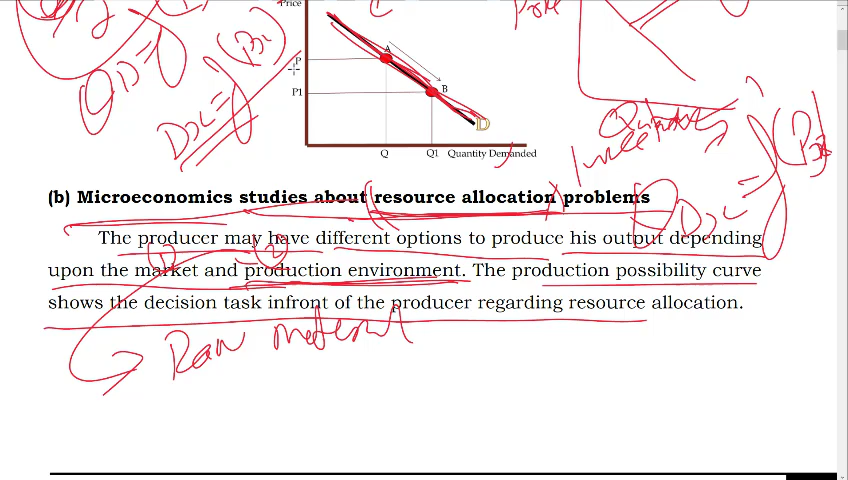 Price
A
P
B
P1
D
Q Q1 Quantity Demanded
(b) Microeconomics studies about resource allocation problems
The producer may have different options to produce his output depending
upon the market and production environment. The production possibility curve
shows the decision task infront of the producer regarding resource allocation.
1 2
Raw material